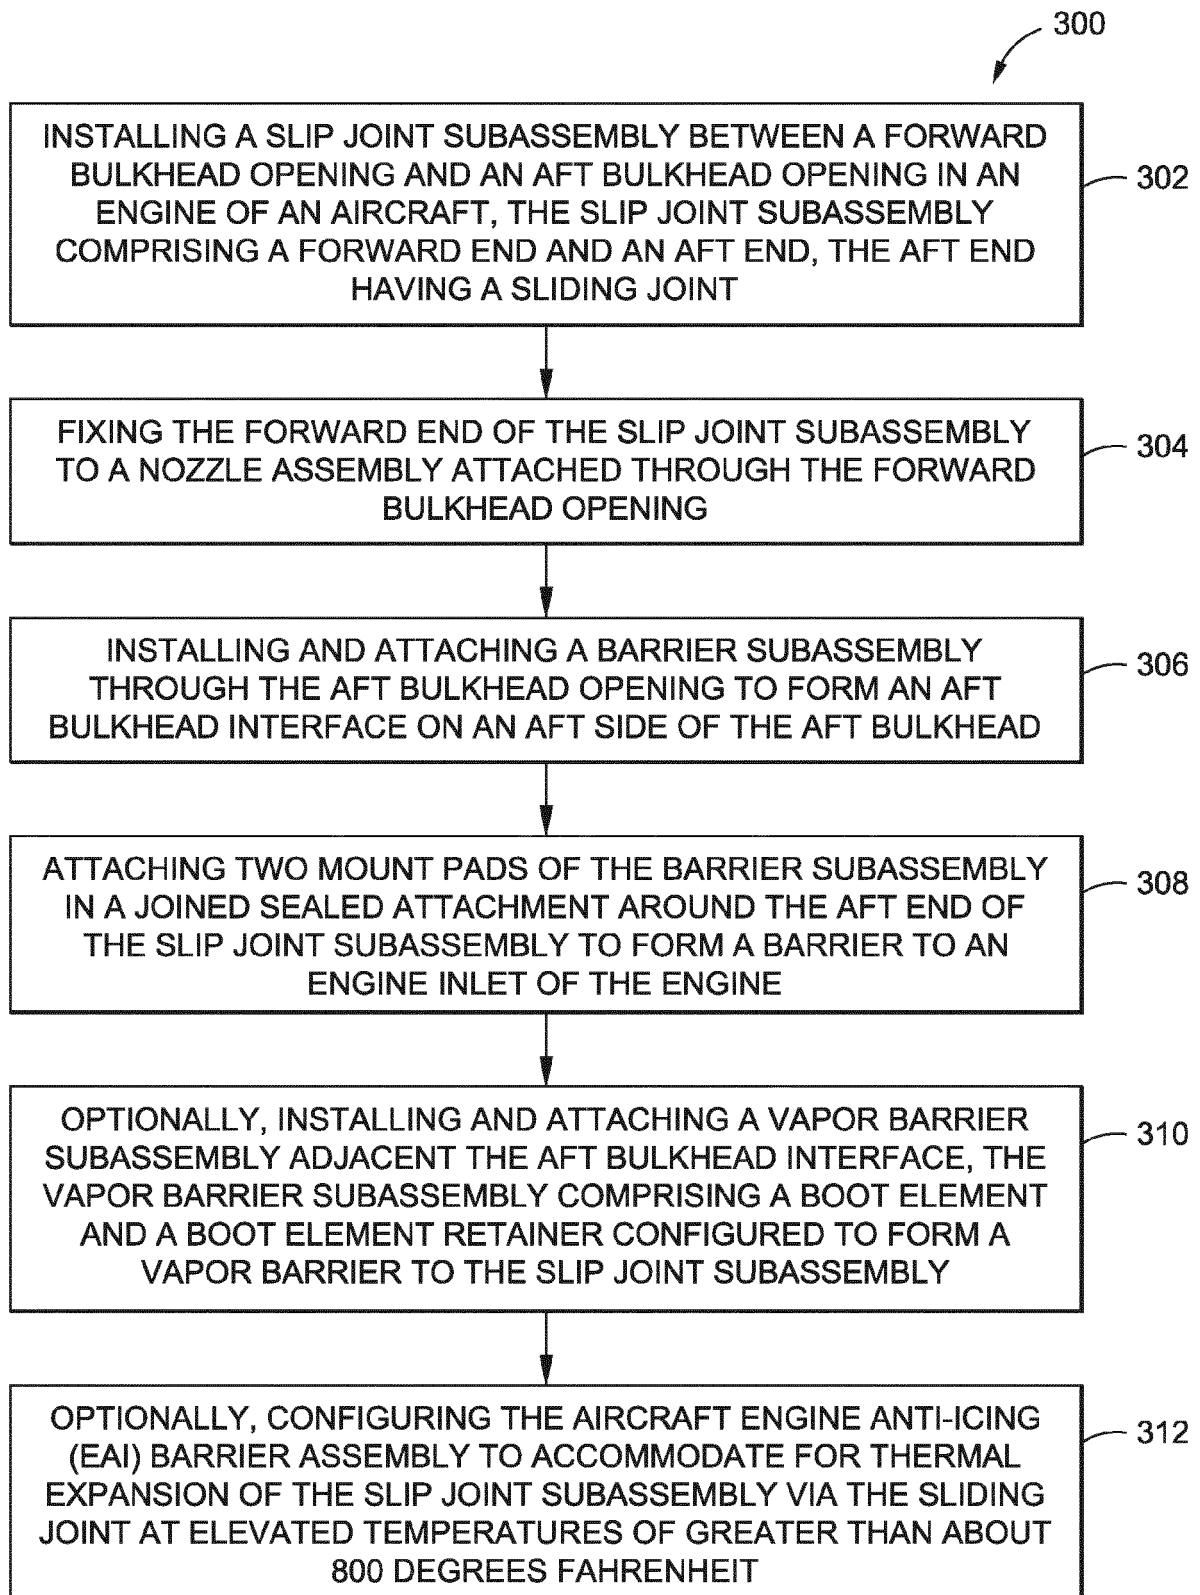 300
INSTALLING A SLIP JOINT SUBASSEMBLY BETWEEN A FORWARD
BULKHEAD OPENING AND AN AFT BULKHEAD OPENING IN AN
ENGINE OF AN AIRCRAFT, THE SLIP JOINT SUBASSEMBLY
COMPRISING A FORWARD END AND AN AFT END, THE AFT END
HAVING A SLIDING JOINT
302
FIXING THE FORWARD END OF THE SLIP JOINT SUBASSEMBLY
TO A NOZZLE ASSEMBLY ATTACHED THROUGH THE FORWARD
BULKHEAD OPENING
304
INSTALLING AND ATTACHING A BARRIER SUBASSEMBLY
THROUGH THE AFT BULKHEAD OPENING TO FORM AN AFT
BULKHEAD INTERFACE ON AN AFT SIDE OF THE AFT BULKHEAD
306
ATTACHING TWO MOUNT PADS OF THE BARRIER SUBASSEMBLY
IN A JOINED SEALED ATTACHMENT AROUND THE AFT END OF
THE SLIP JOINT SUBASSEMBLY TO FORM A BARRIER TO AN
ENGINE INLET OF THE ENGINE
308
OPTIONALLY, INSTALLING AND ATTACHING A VAPOR BARRIER
SUBASSEMBLY ADJACENT THE AFT BULKHEAD INTERFACE, THE
VAPOR BARRIER SUBASSEMBLY COMPRISING A BOOT ELEMENT
AND A BOOT ELEMENT RETAINER CONFIGURED TO FORM A
VAPOR BARRIER TO THE SLIP JOINT SUBASSEMBLY
310
OPTIONALLY, CONFIGURING THE AIRCRAFT ENGINE ANTI-ICING
(EAI) BARRIER ASSEMBLY TO ACCOMMODATE FOR THERMAL
EXPANSION OF THE SLIP JOINT SUBASSEMBLY VIA THE SLIDING
JOINT AT ELEVATED TEMPERATURES OF GREATER THAN ABOUT
800 DEGREES FAHRENHEIT
312